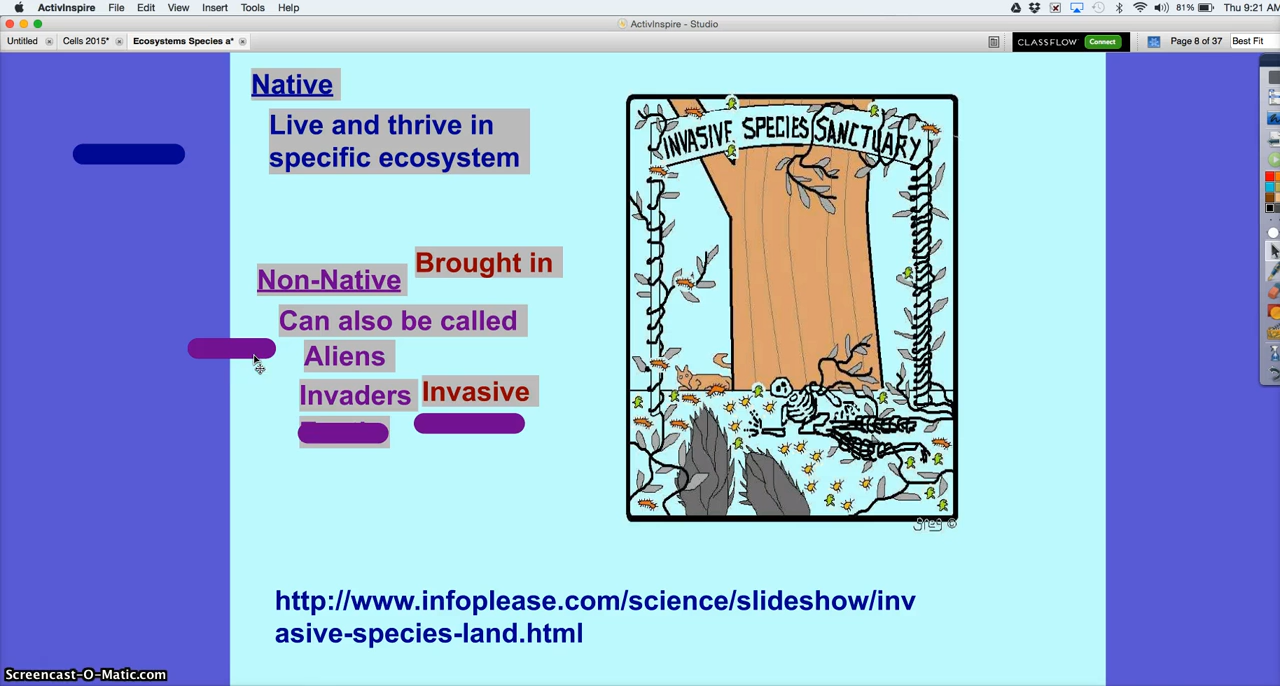 ActivInspire File Edit View Insert Tools Help 81% Thu 9:21 AM
ActivInspire - Studio
Untitled Cells 2015* Ecosystems Species a* CLASSFLOW Connect Page 8 of 37 Best Fit
Native
Live and thrive in
specific ecosystem
Brought in
Non-Native
Can also be called
Aliens
Invaders Invasive
INVASIVE SPECIES SANCTUARY
greg ©
http://www.infoplease.com/science/slideshow/inv
asive-species-land.html
Screencast-O-Matic.com